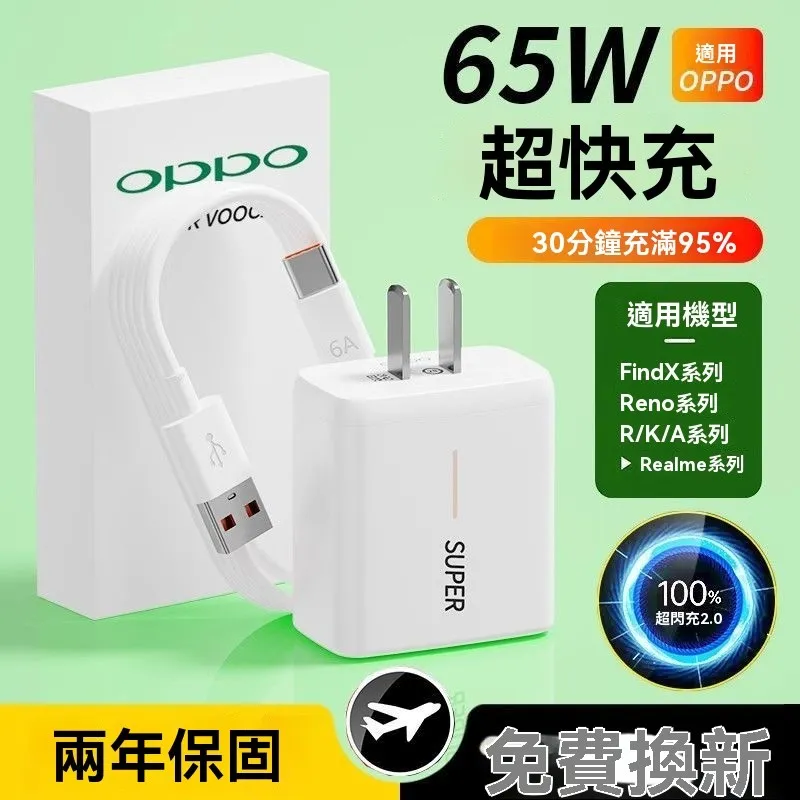 65W
適用
OPPO
超快充
30分鐘充滿95%
oppo
VOOC
6A
適用機型
FindX系列
Reno系列
R/K/A系列
Realme系列
SUPER
100%
超閃充2.0
兩年保固
免費換新